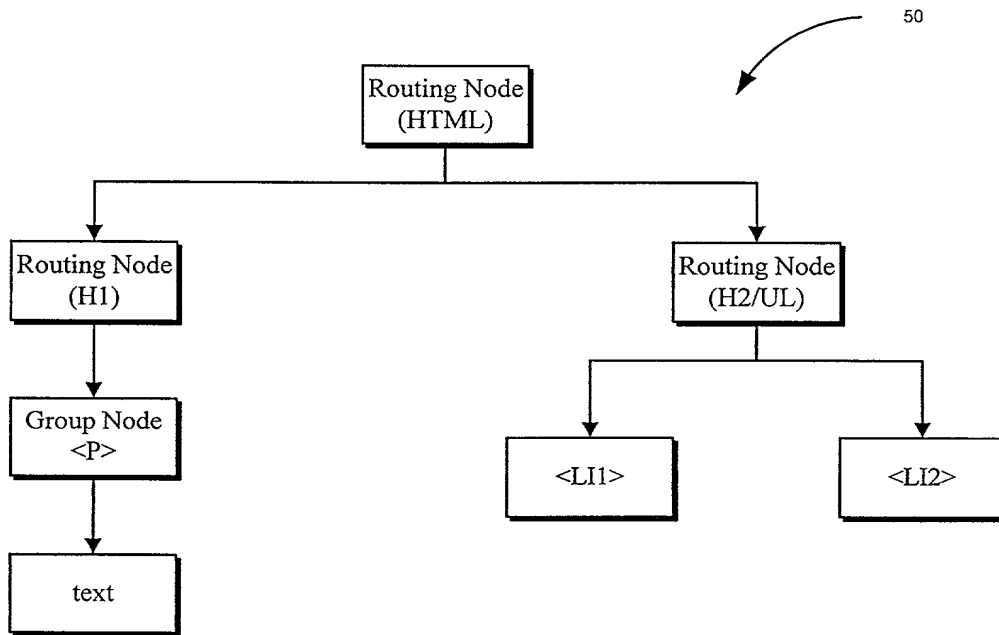 50
Routing Node
(HTML)
Routing Node
(H1)
Routing Node
(H2/UL)
Group Node
<P>
<LI1>
<LI2>
text